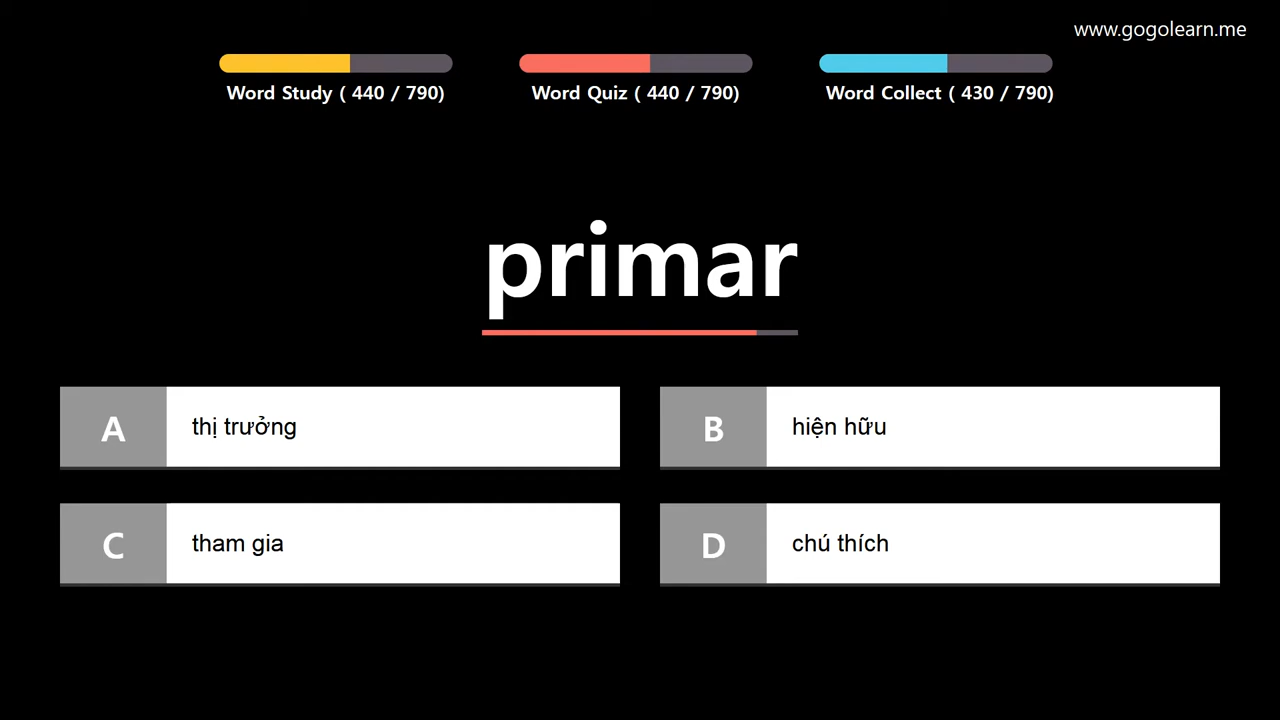 www.gogolearn.me
Word Study ( 440 / 790)
Word Quiz ( 440 / 790)
Word Collect ( 430 / 790)
primar
A thị trưởng
B hiện hữu
C tham gia
D chú thích